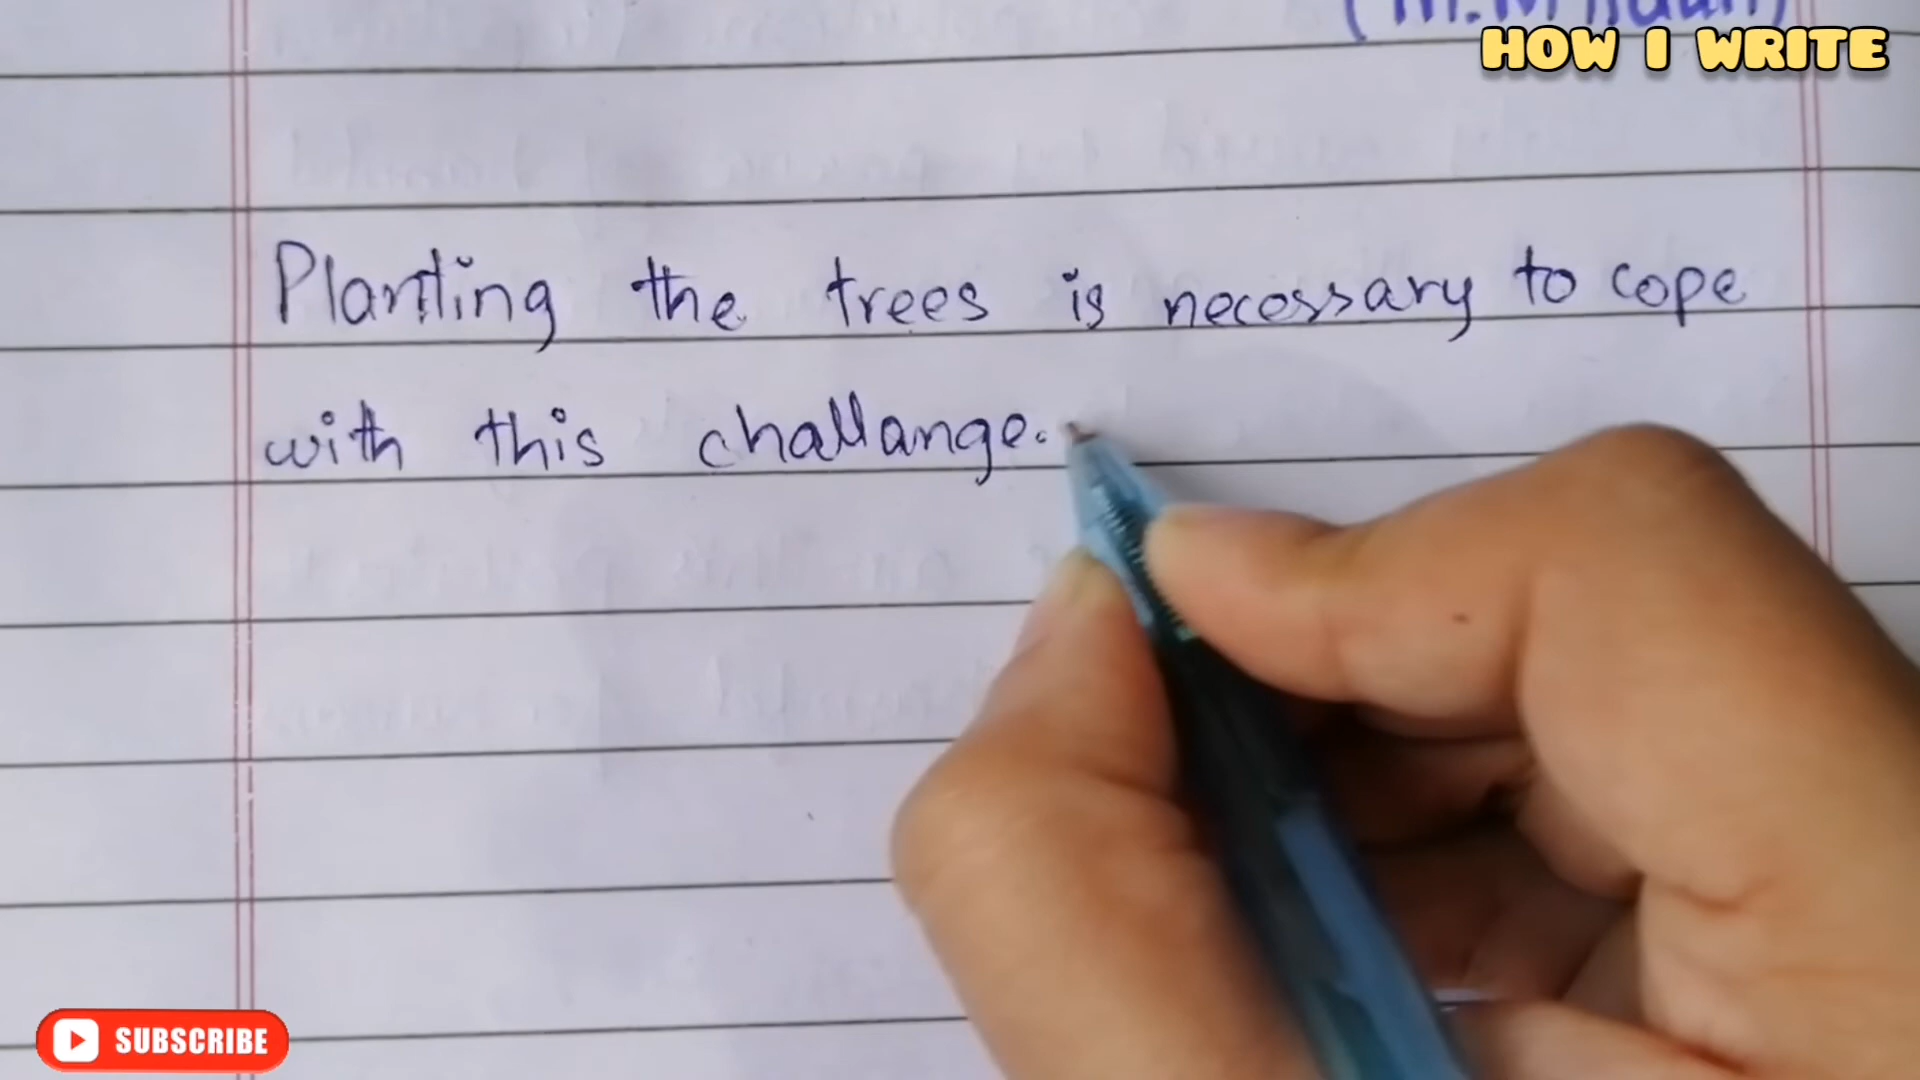 HOW I WRITE
Planting the trees is necessary to cope
with this challange.
SUBSCRIBE